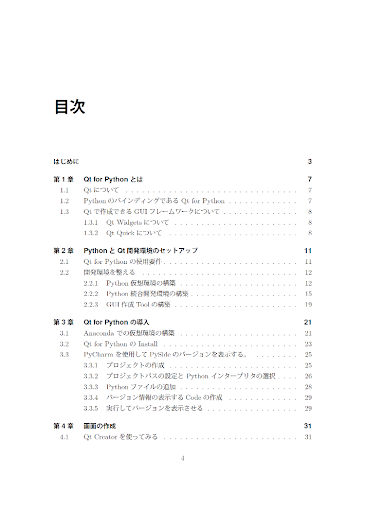 目次
はじめに 3
第1章 Qt for Python とは 7
1.1 Qt について . . . . . . . . . . . . . . . . . . . . 7
1.2 Python のバインディングである Qt for Python . . . . . . . . . . . . 7
1.3 Qt で作成できる GUI フレームワークについて . . . . . . . . . . . . . 8
1.3.1 Qt Widgets について . . . . . . . . . . . . . . . . . . . . 8
1.3.2 Qt Quick について . . . . . . . . . . . . . . . . . . . . 8
第2章 Python と Qt 開発環境のセットアップ 11
2.1 Qt for Python の使用要件 . . . . . . . . . . . . . . . . . . . . 11
2.2 開発環境を整える . . . . . . . . . . . . . . . . . . . . 12
2.2.1 Python 仮想環境の構築 . . . . . . . . . . . . . . . . . . 12
2.2.2 Python 統合開発環境の構築 . . . . . . . . . . . . . . . . 15
2.2.3 GUI 作成 Tool の構築 . . . . . . . . . . . . . . . . . . . 19
第3章 Qt for Python の導入 21
3.1 Anaconda での仮想環境の構築 . . . . . . . . . . . . . . . . . . 21
3.2 Qt for Python の Install . . . . . . . . . . . . . . . . . . . . 23
3.3 PyCharm を使用して PySide のバージョンを表示する。 . . . . . . . . 25
3.3.1 プロジェクトの作成 . . . . . . . . . . . . . . . . . . . . 25
3.3.2 プロジェクトパスの設定と Python インタープリタの選択 . . . 26
3.3.3 Python ファイルの追加 . . . . . . . . . . . . . . . . . . 28
3.3.4 バージョン情報の表示する Code の作成 . . . . . . . . . . . 29
3.3.5 実行してバージョンを表示させる . . . . . . . . . . . . . . 29
第4章 画面の作成 31
4.1 Qt Creator を使ってみる . . . . . . . . . . . . . . . . . . . . 31
4